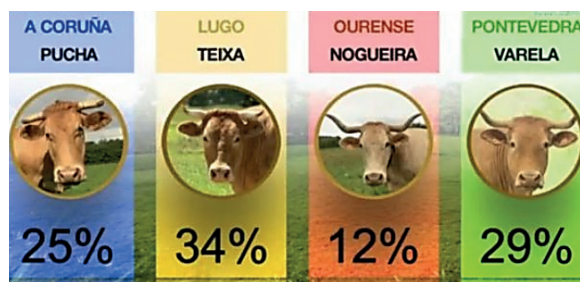 A CORUÑA
PUCHA
25%
LUGO
TEIXA
34%
OURENSE
NOGUEIRA
12%
PONTEVEDRA
VARELA
29%